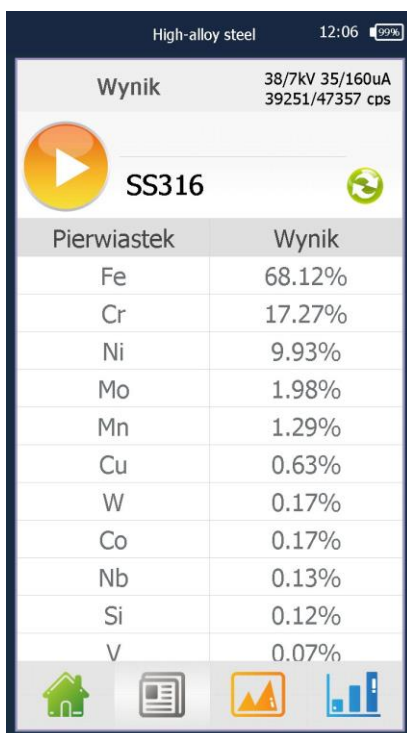 High-alloy steel 12:06 99%
Wynik 38/7kV 35/160uA
39251/47357 cps
SS316
Pierwiastek Wynik
Fe 68.12%
Cr 17.27%
Ni 9.93%
Mo 1.98%
Mn 1.29%
Cu 0.63%
W 0.17%
Co 0.17%
Nb 0.13%
Si 0.12%
V 0.07%